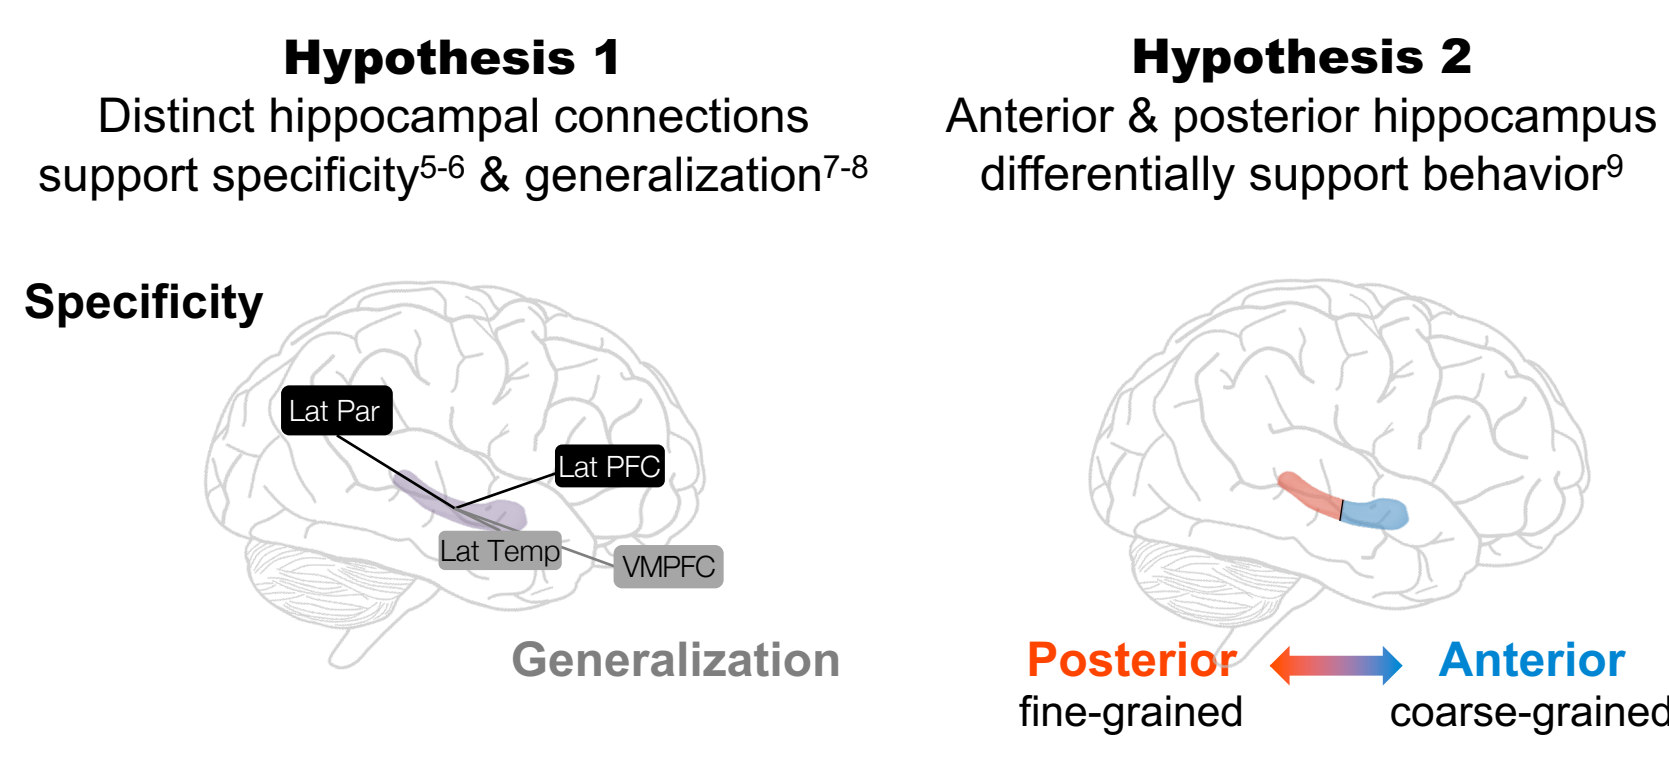 Hypothesis 1
Distinct hippocampal connections
support specificity5-6 & generalization7-8
Specificity
Lat Par
Lat PFC
Lat Temp
VMPFC
Generalization
Hypothesis 2
Anterior & posterior hippocampus
differentially support behavior9
Posterior
Anterior
fine-grained
coarse-grained